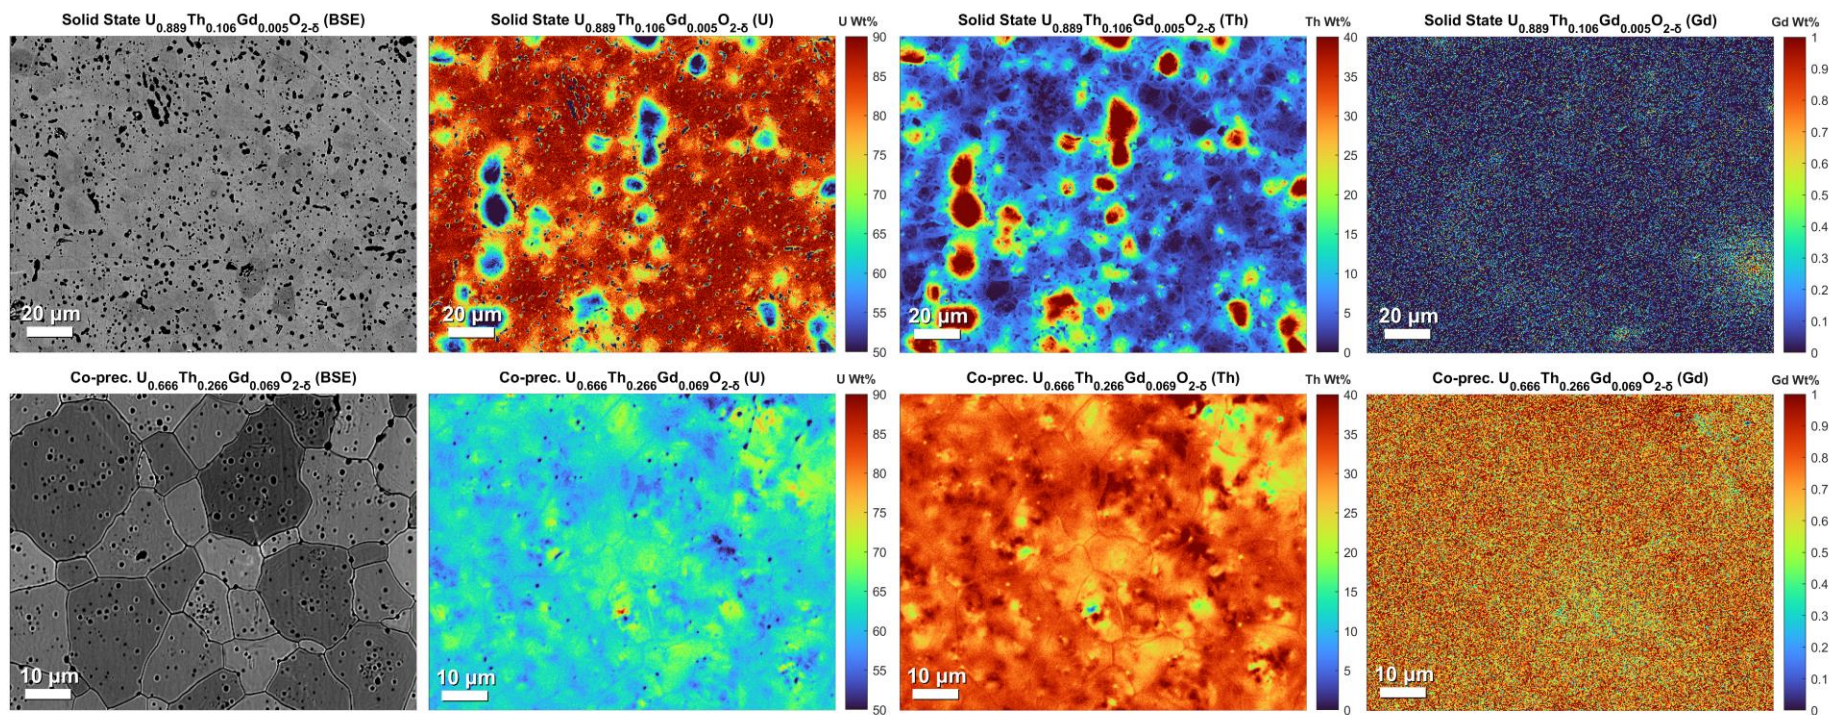 Solid State U0.889Th0.106Gd0.005O2-δ (BSE)
20 µm
Solid State U0.889Th0.106Gd0.005O2-δ (U)
U Wt%
90
85
80
75
70
65
60
55
50
20 µm
Solid State U0.889Th0.106Gd0.005O2-δ (Th)
Th Wt%
40
35
30
25
20
15
10
5
0
20 µm
Solid State U0.889Th0.106Gd0.005O2-δ (Gd)
Gd Wt%
1
0.9
0.8
0.7
0.6
0.5
0.4
0.3
0.2
0.1
0
20 µm
Co-prec. U0.666Th0.266Gd0.069O2-δ (BSE)
10 µm
Co-prec. U0.666Th0.266Gd0.069O2-δ (U)
U Wt%
90
85
80
75
70
65
60
55
50
10 µm
Co-prec. U0.666Th0.266Gd0.069O2-δ (Th)
Th Wt%
40
35
30
25
20
15
10
5
0
10 µm
Co-prec. U0.666Th0.266Gd0.069O2-δ (Gd)
Gd Wt%
1
0.9
0.8
0.7
0.6
0.5
0.4
0.3
0.2
0.1
0
10 µm